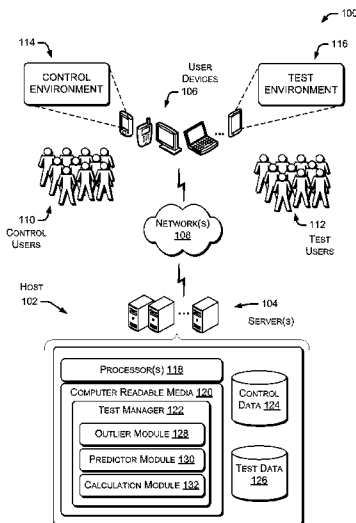 100
114
116
CONTROL
ENVIRONMENT
USER
DEVICES
106
TEST
ENVIRONMENT
...
110
CONTROL
USERS
NETWORK(S)
108
112
TEST
USERS
HOST
102
104
SERVER(S)
...
PROCESSOR(S) 118
COMPUTER READABLE MEDIA 120
TEST MANAGER 122
OUTLIER MODULE 128
PREDICTOR MODULE 130
CALCULATION MODULE 132
CONTROL
DATA 124
TEST DATA
126